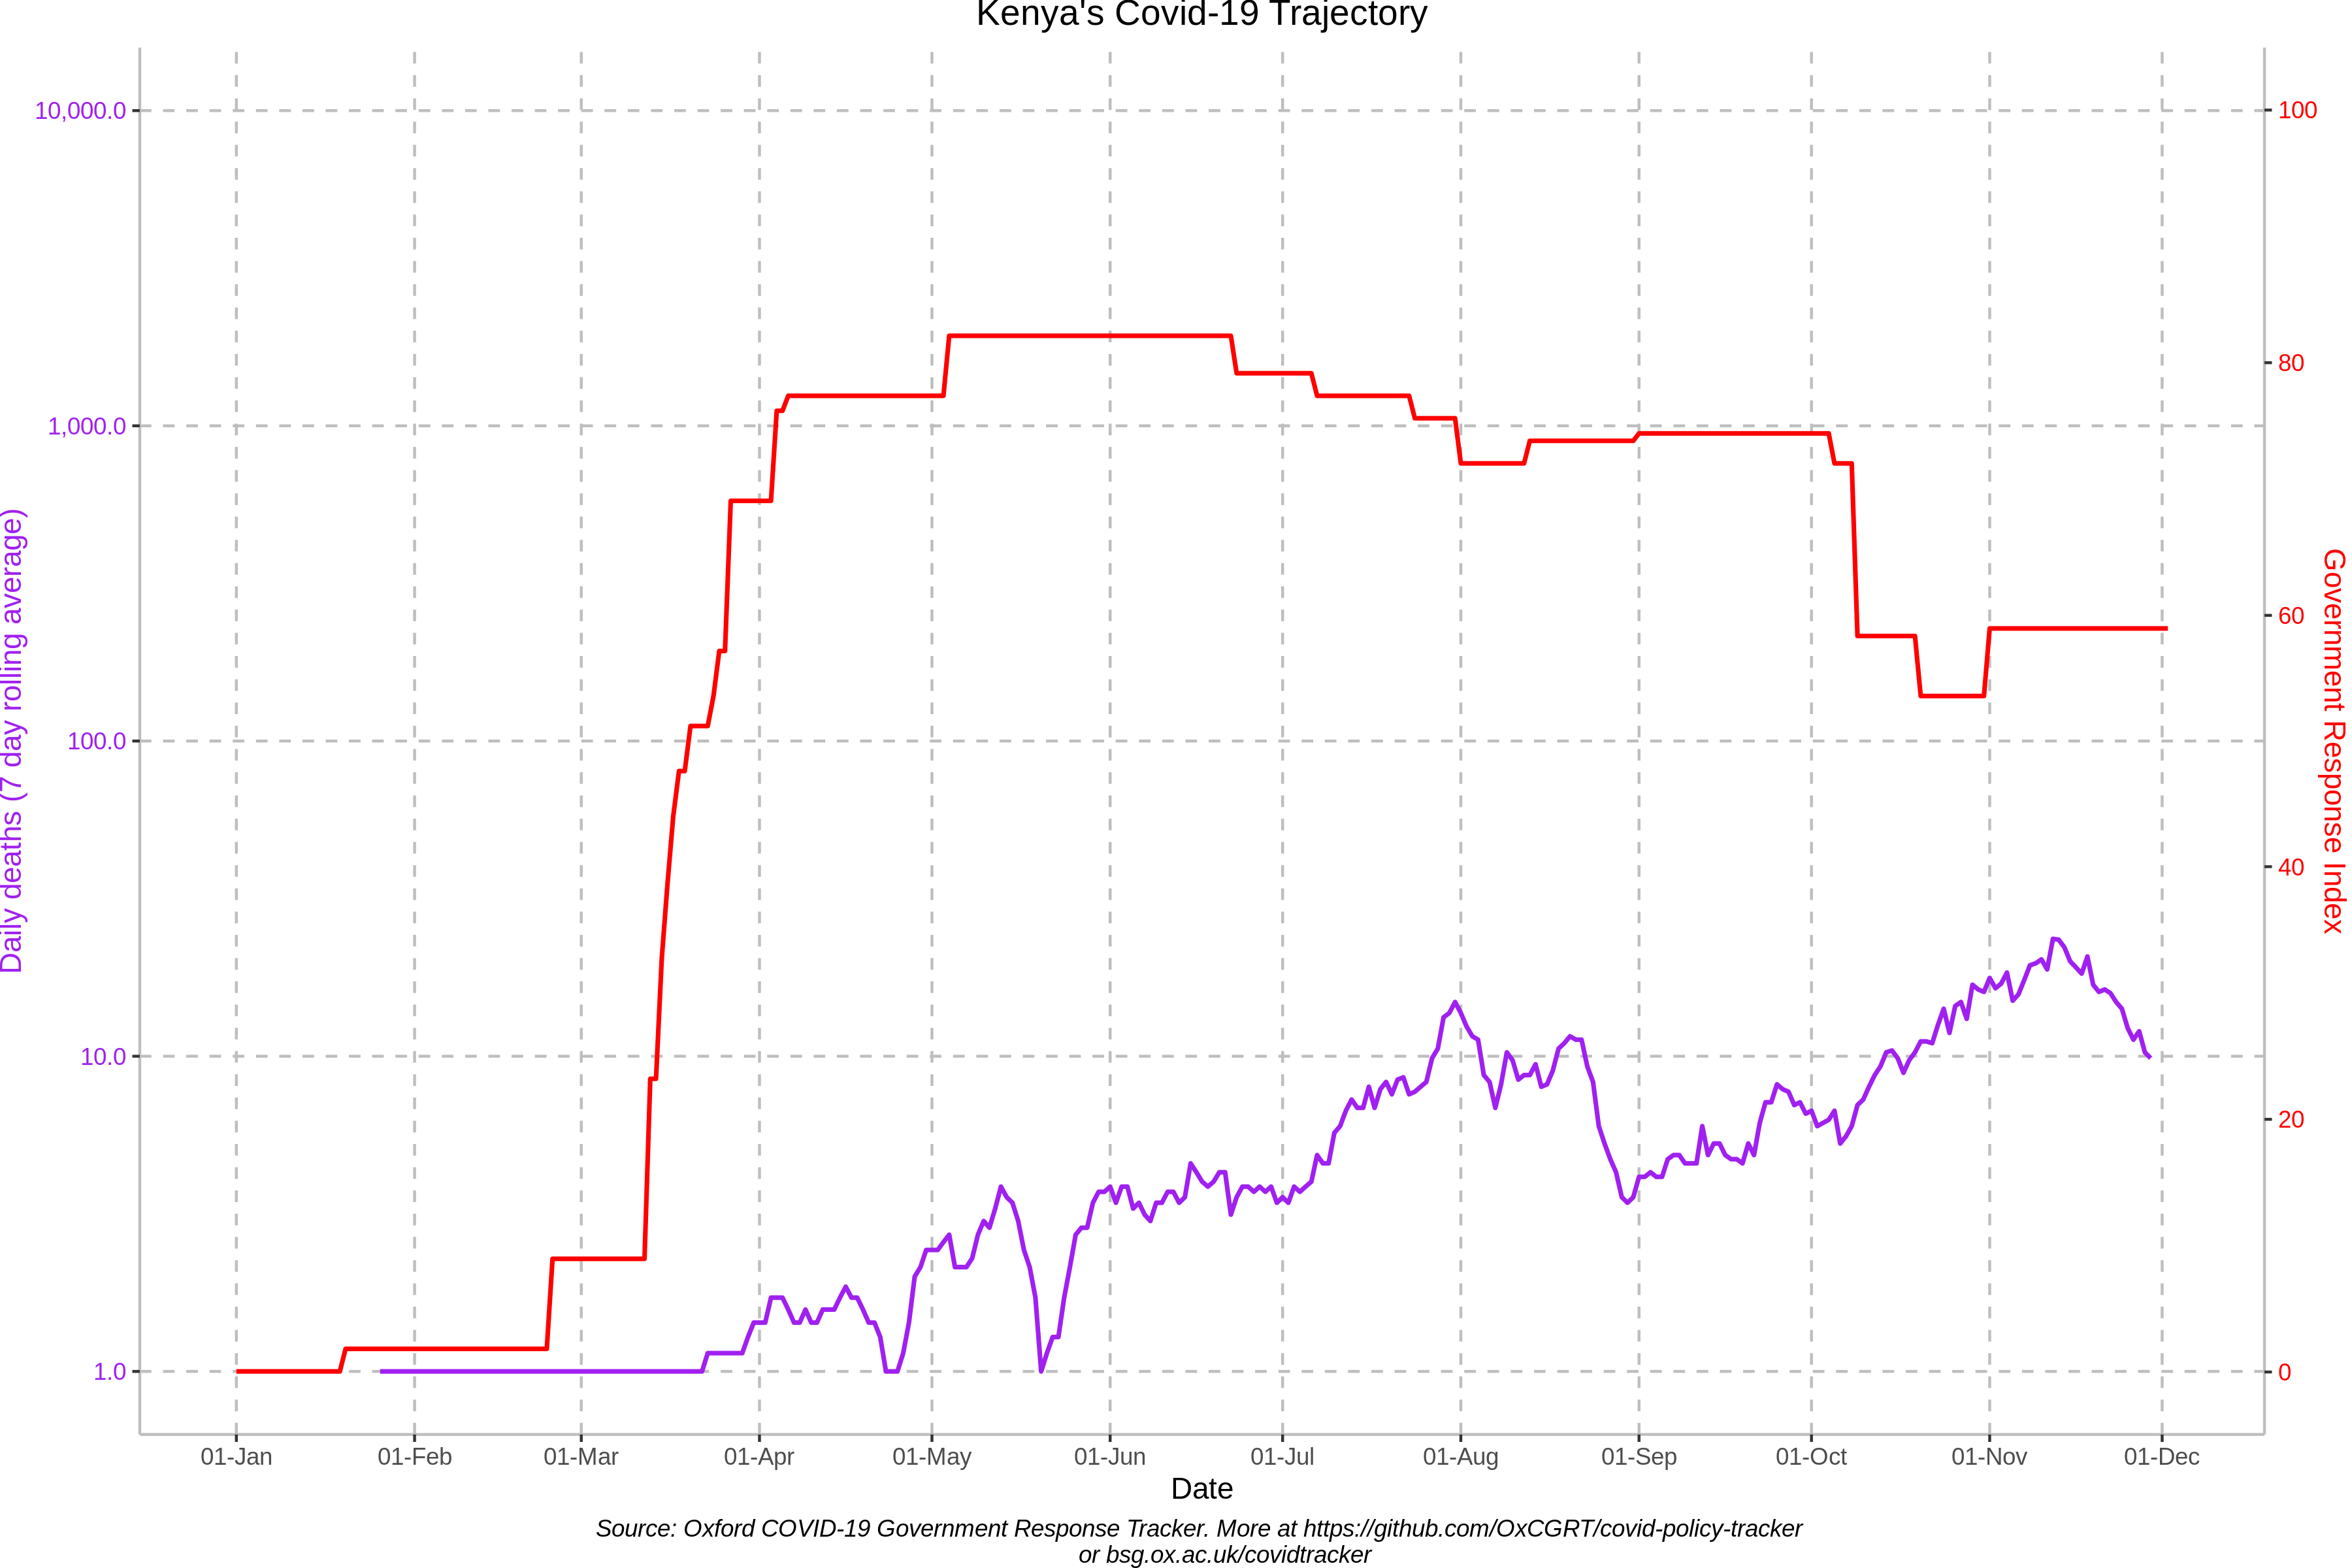 Kenya's Covid-19 Trajectory
10,000.0
1,000.0
100.0
10.0
1.0
Daily deaths (7 day rolling average)
100
80
60
40
20
0
Government Response Index
01-Jan 01-Feb 01-Mar 01-Apr 01-May 01-Jun 01-Jul 01-Aug 01-Sep 01-Oct 01-Nov 01-Dec
Date
Source: Oxford COVID-19 Government Response Tracker. More at https://github.com/OxCGRT/covid-policy-tracker
or bsg.ox.ac.uk/covidtracker